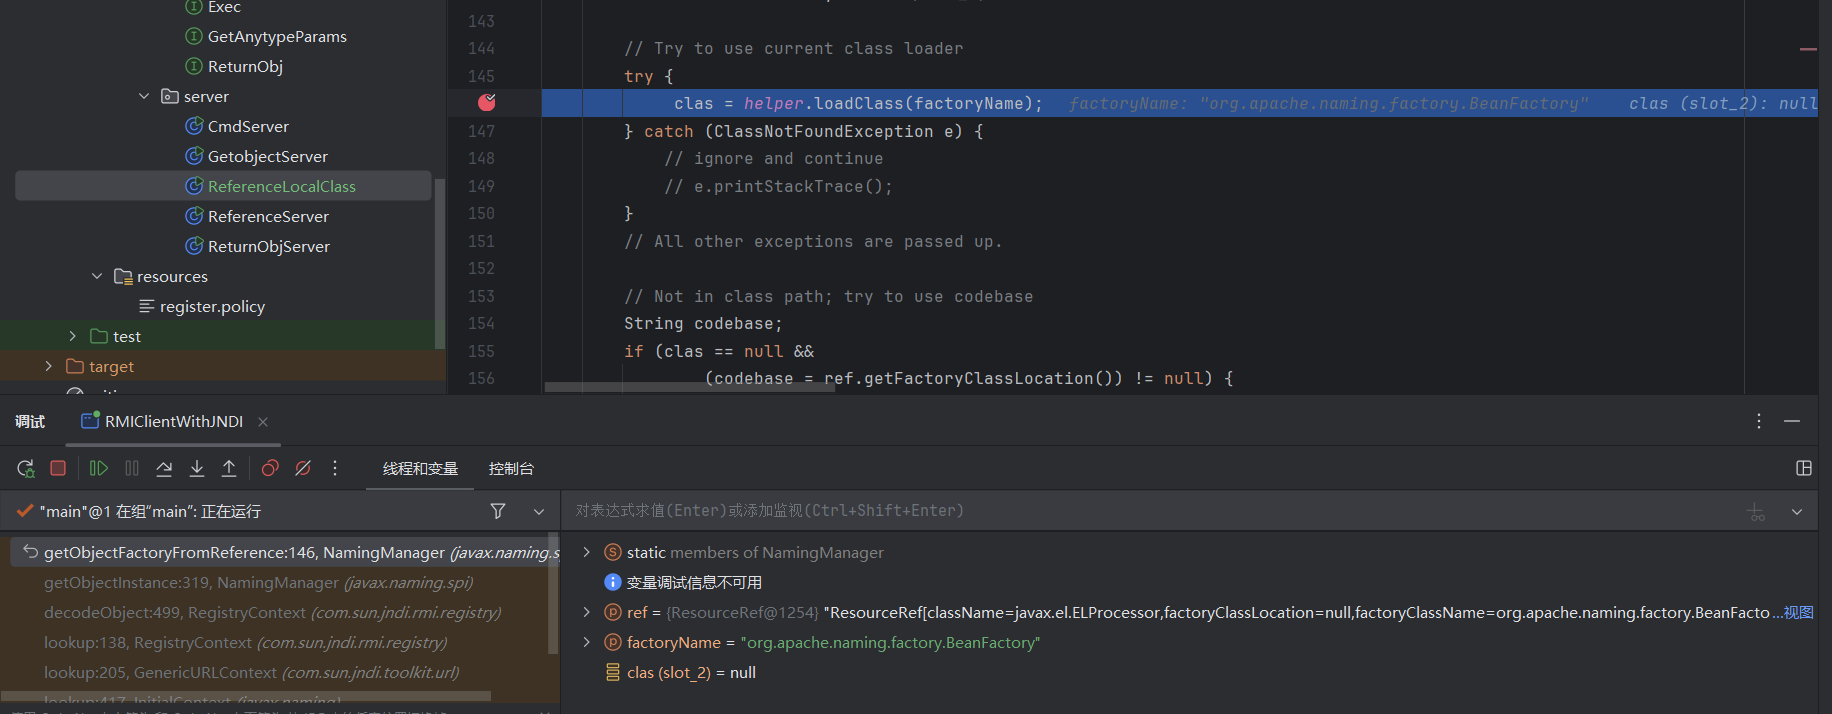 Exec
GetAnytypeParams
ReturnObj
server
CmdServer
GetobjectServer
ReferenceLocalClass
ReferenceServer
ReturnObjServer
resources
register.policy
test
target
143
144 // Try to use current class loader
145 try {
clas = helper.loadClass(factoryName); factoryName: "org.apache.naming.factory.BeanFactory" clas (slot_2): null
147 } catch (ClassNotFoundException e) {
148 // ignore and continue
149 // e.printStackTrace();
150 }
151 // All other exceptions are passed up.
152
153 // Not in class path; try to use codebase
154 String codebase;
155 if (clas == null &&
156 (codebase = ref.getFactoryClassLocation()) != null) {
调试 RMIClientWithJNDI
线程和变量 控制台
"main"@1 在组"main": 正在运行
对表达式求值(Enter)或添加监视(Ctrl+Shift+Enter)
getObjectFactoryFromReference:146, NamingManager (javax.naming.s
getObjectInstance:319, NamingManager (javax.naming.spi)
decodeObject:499, RegistryContext (com.sun.jndi.rmi.registry)
lookup:138, RegistryContext (com.sun.jndi.rmi.registry)
lookup:205, GenericURLContext (com.sun.jndi.toolkit.url)
lookup:417, InitialContext (javax.naming)
static members of NamingManager
变量调试信息不可用
ref = {ResourceRef@1254} "ResourceRef[className=javax.el.ELProcessor,factoryClassLocation=null,factoryClassName=org.apache.naming.factory.BeanFacto ...视图
factoryName = "org.apache.naming.factory.BeanFactory"
clas (slot_2) = null